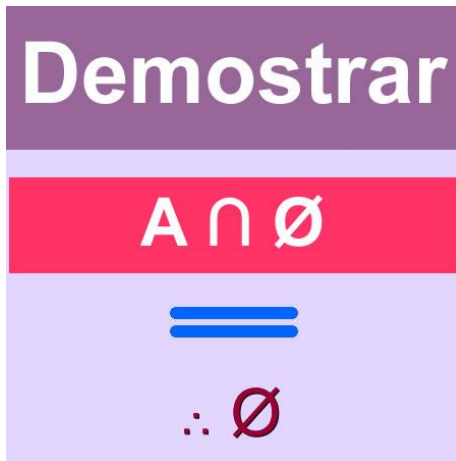 Demostrar
A ∩ Ø
=
∴ Ø